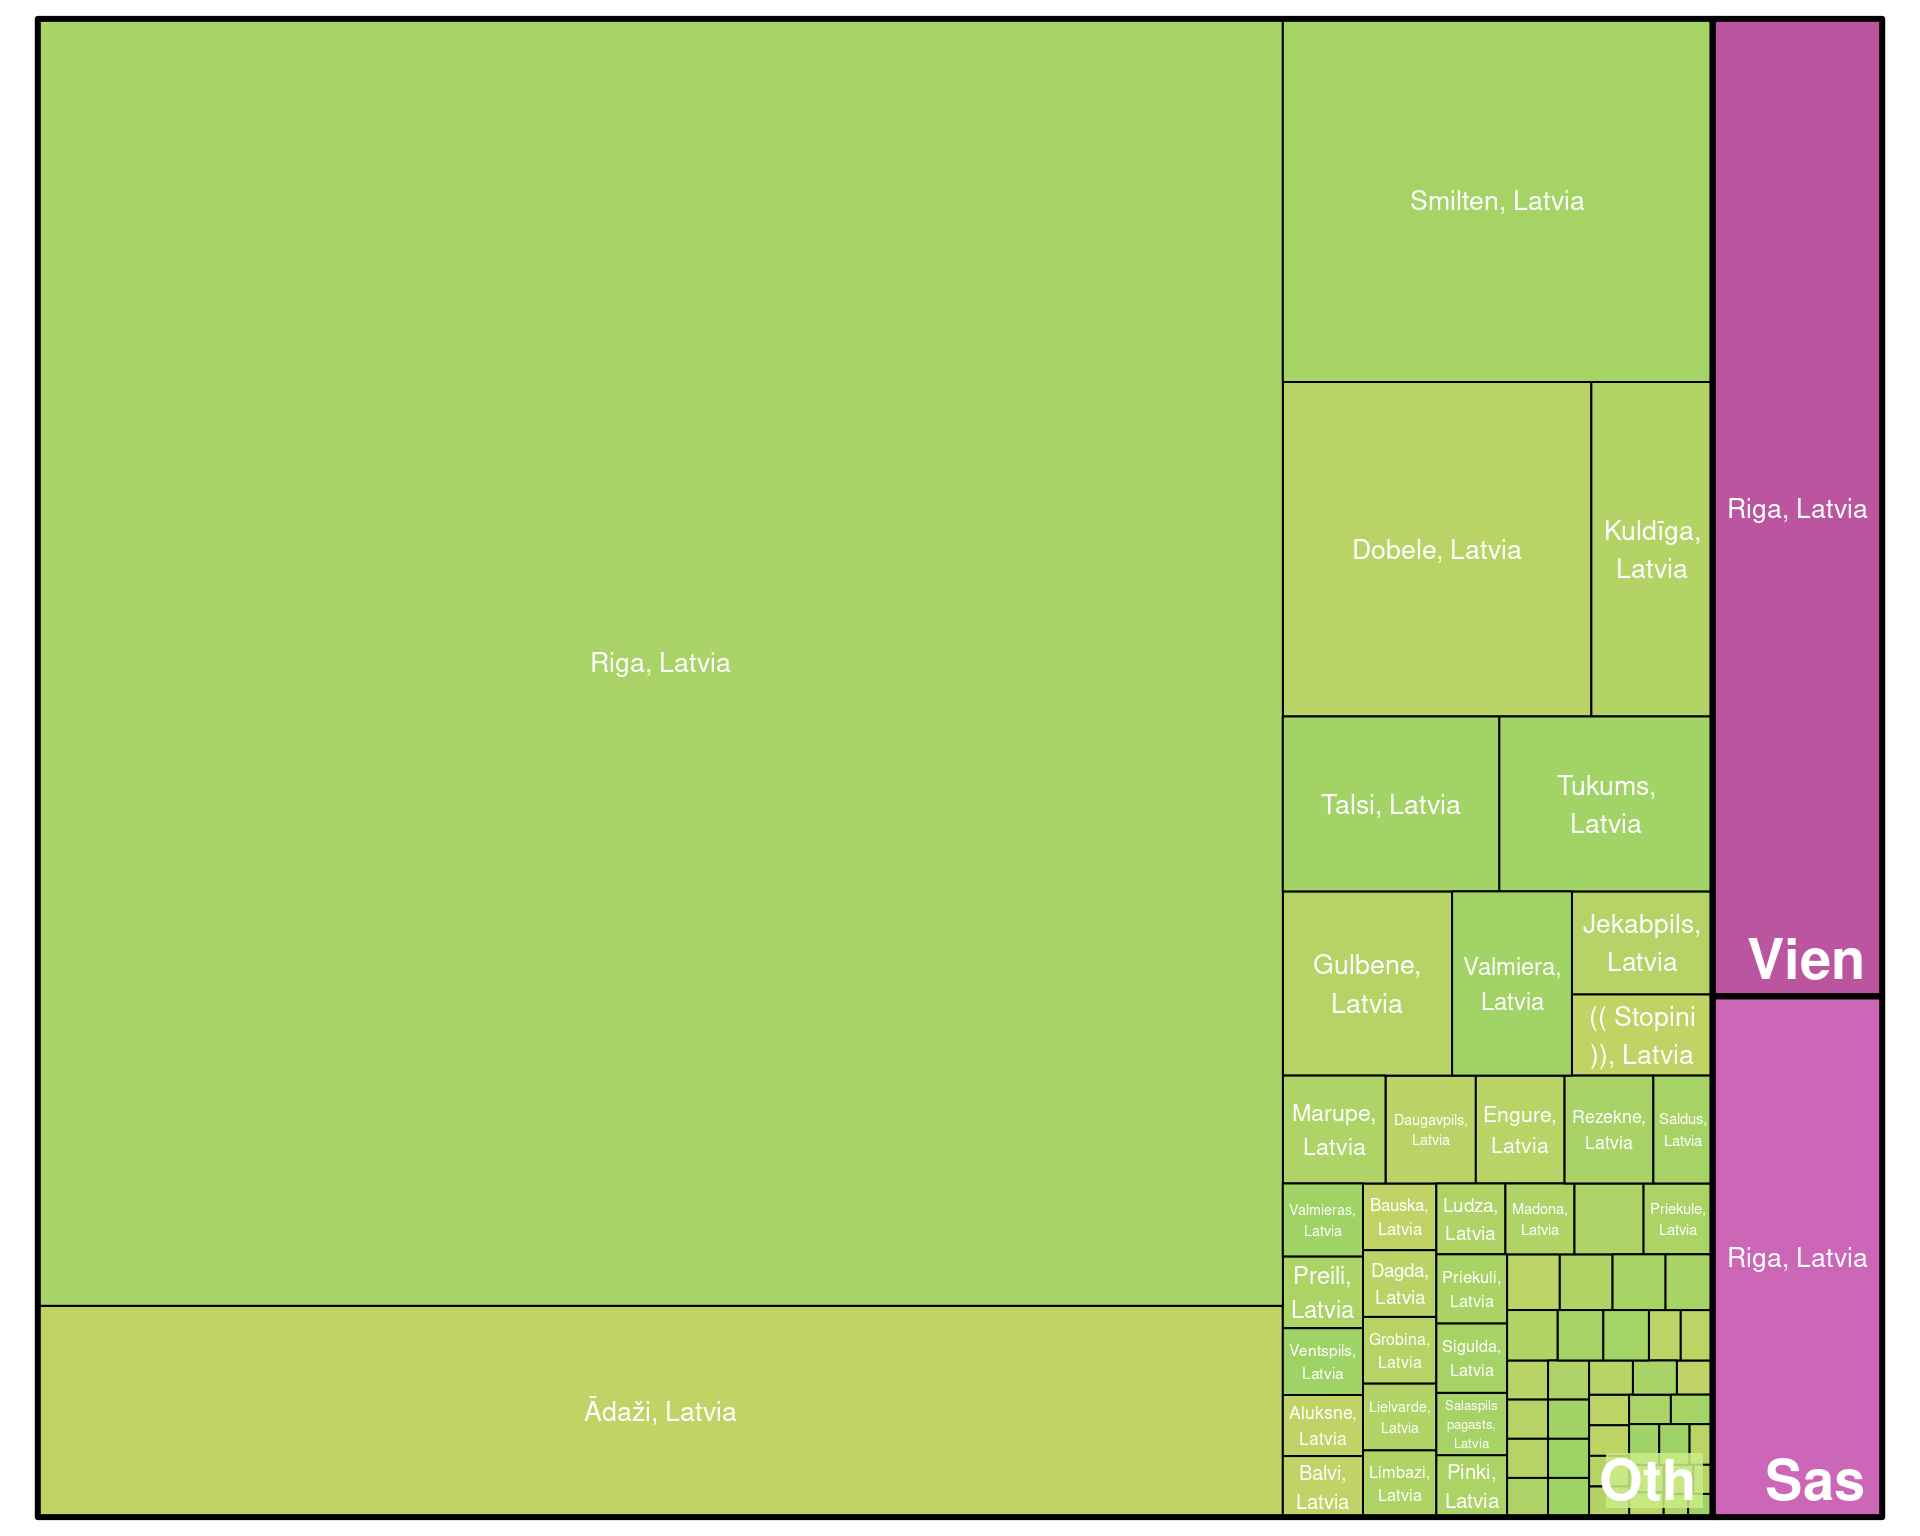 Riga, Latvia
Ādaži, Latvia
Smilten, Latvia
Dobele, Latvia
Kuldīga,
Latvia
Talsi, Latvia
Tukums,
Latvia
Gulbene,
Latvia
Valmiera,
Latvia
Jekabpils,
Latvia
(( Stopini
)), Latvia
Marupe,
Latvia
Daugavpils,
Latvia
Engure,
Latvia
Rezekne,
Latvia
Saldus,
Latvia
Valmieras,
Latvia
Preili,
Latvia
Ventspils,
Latvia
Aluksne,
Latvia
Balvi,
Latvia
Bauska,
Latvia
Dagda,
Latvia
Grobina,
Latvia
Lielvarde,
Latvia
Limbazi,
Latvia
Ludza,
Latvia
Madona,
Latvia
Priekule,
Latvia
Priekuli,
Latvia
Sigulda,
Latvia
Salaspils
pagasts,
Latvia
Pinki,
Latvia
Oth
Riga, Latvia
Vien
Riga, Latvia
Sas